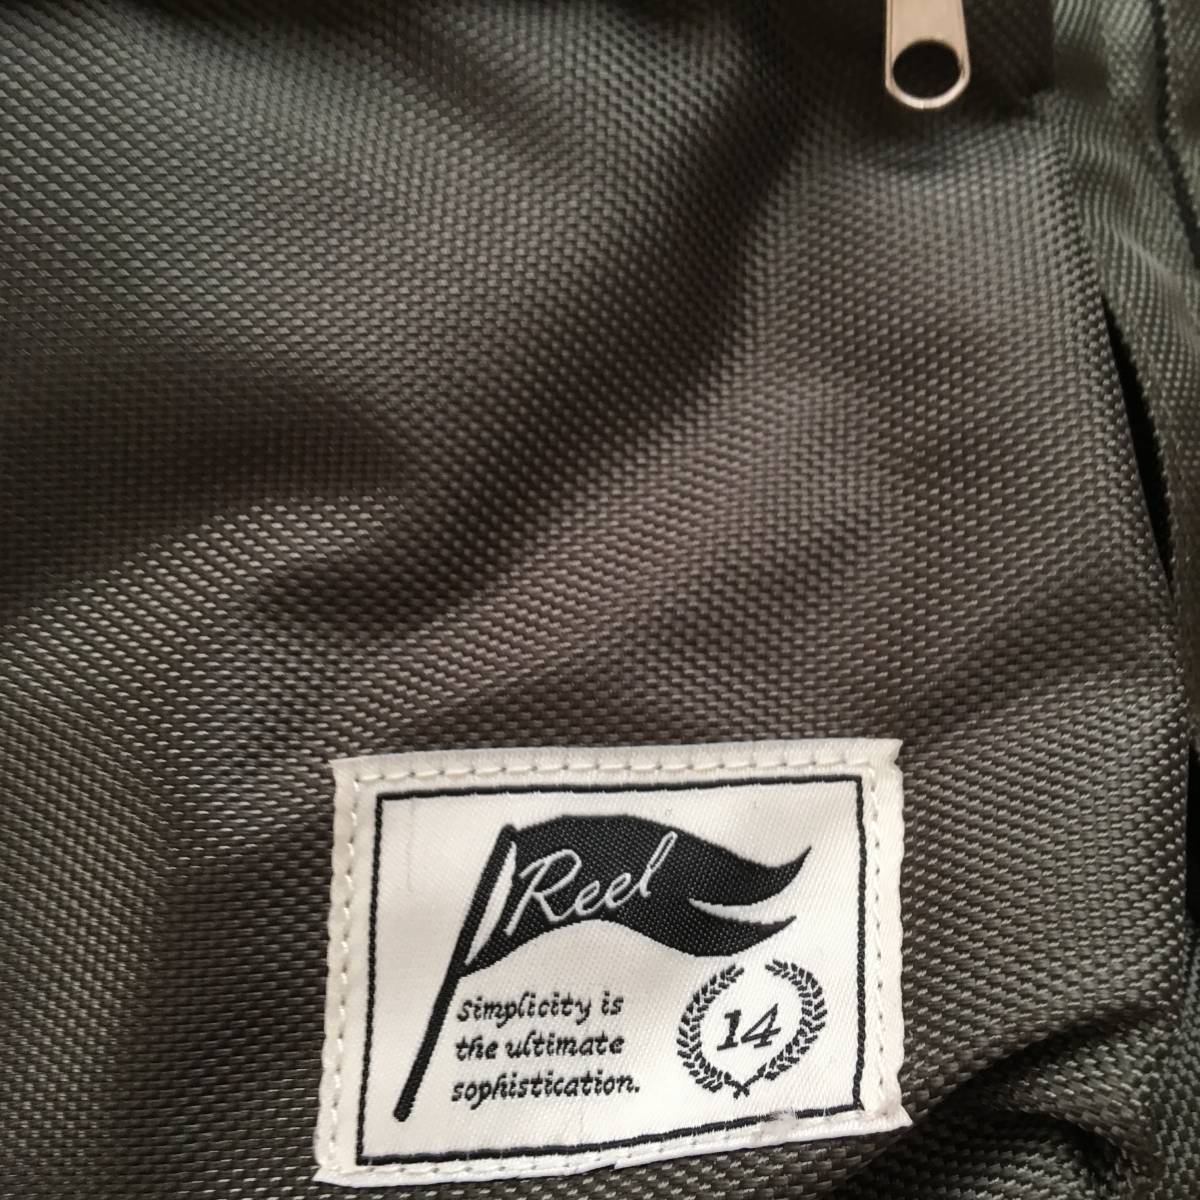 Reel
Simplicity is
the ultimate
sophistication.
14